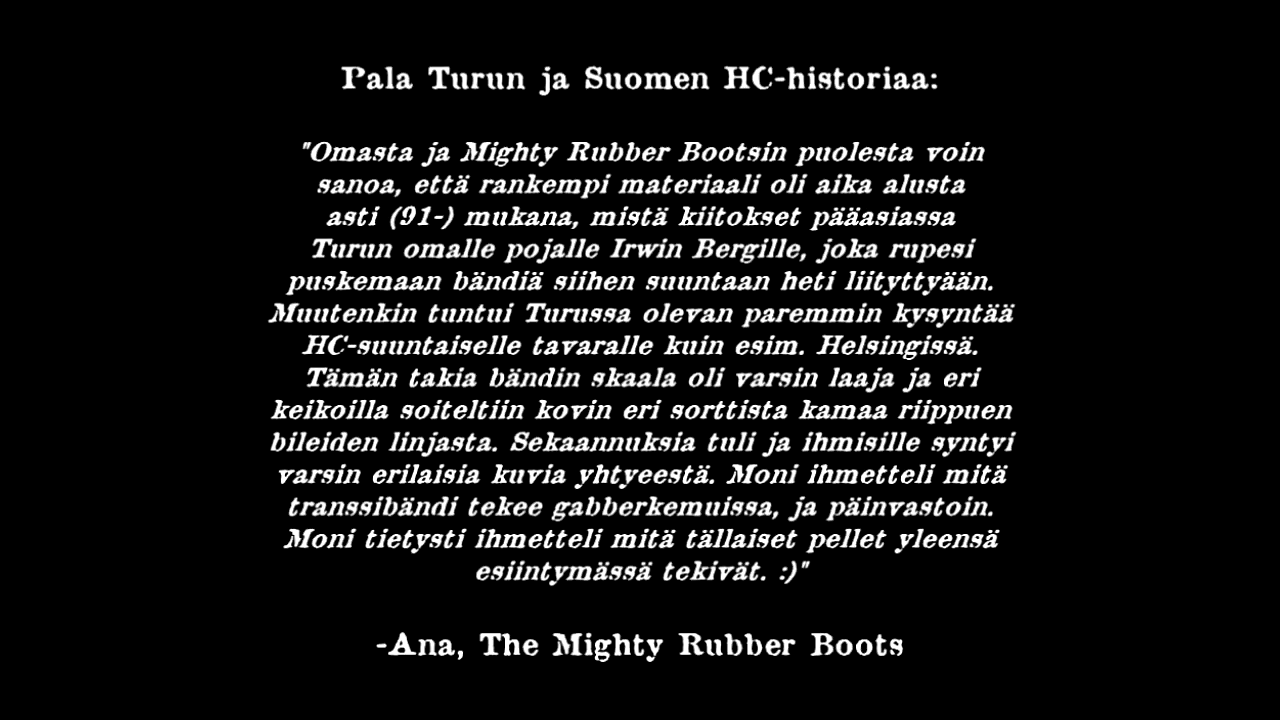 Pala Turun ja Suomen HC-historiaa:
"Omasta ja Mighty Rubber Bootsin puolesta voin
sanoa, että rankempi materiaali oli aika alusta
asti (91-) mukana, mistä kiitokset pääasiassa
Turun omalle pojalle Irwin Bergille, joka rupesi
puskemaan bändiä siihen suuntaan heti liityttyään.
Muutenkin tuntui Turussa olevan paremmin kysyntää
HC-suuntaiselle tavaralle kuin esim. Helsingissä.
Tämän takia bändin skaala oli varsin laaja ja eri
keikoilla soiteltiin kovin eri sorttista kamaa riippuen
bileiden linjasta. Sekaannuksia tuli ja ihmisille syntyi
varsin erilaisia kuvia yhtyeestä. Moni ihmetteli mitä
transsibändi tekee gabberkemuissa, ja päinvastoin.
Moni tietysti ihmetteli mitä tällaiset pellet yleensä
esiintymässä tekivät. :)"
-Ana, The Mighty Rubber Boots